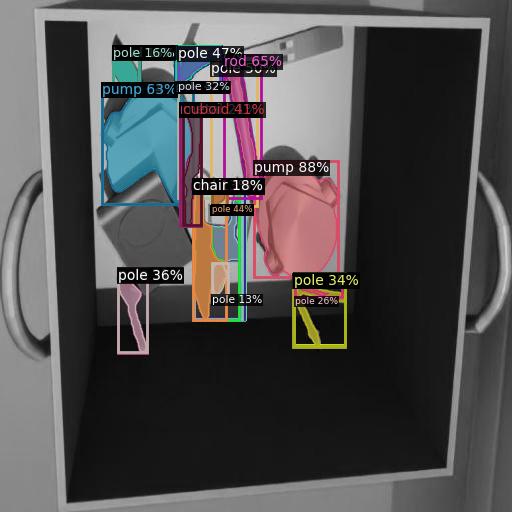 pole 16%
pole 47%
rod 65%
pole 30%
pump 63%
pole 32%
cuboid 41%
pump 88%
chair 18%
pole 44%
pole 36%
pole 34%
pole 13%
pole 26%